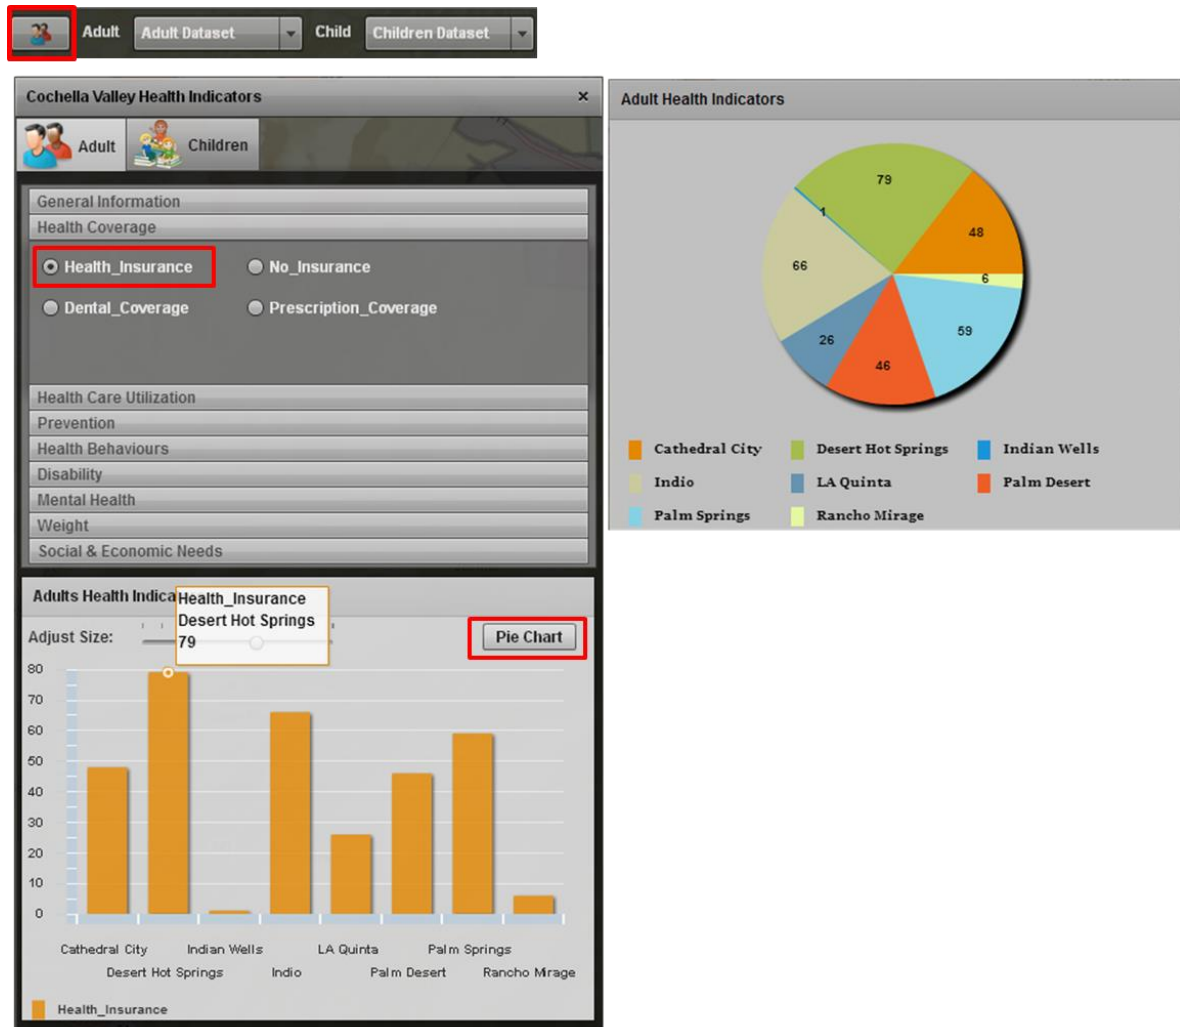 Adult Adult Dataset Child Children Dataset
Cochella Valley Health Indicators ×
Adult Children
General Information
Health Coverage
Health_Insurance No_Insurance
Dental_Coverage Prescription_Coverage
Health Care Utilization
Prevention
Health Behaviours
Disability
Mental Health
Weight
Social & Economic Needs
Adults Health Indica
Health_Insurance
Desert Hot Springs
79
Adjust Size:
Pie Chart
80
70
60
50
40
30
20
10
0
Cathedral City Indian Wells LA Quinta Palm Springs
Desert Hot Springs Indio Palm Desert Rancho Mirage
Health_Insurance
Adult Health Indicators
79
1
48
66
6
59
26
46
Cathedral City Desert Hot Springs Indian Wells
Indio LA Quinta Palm Desert
Palm Springs Rancho Mirage